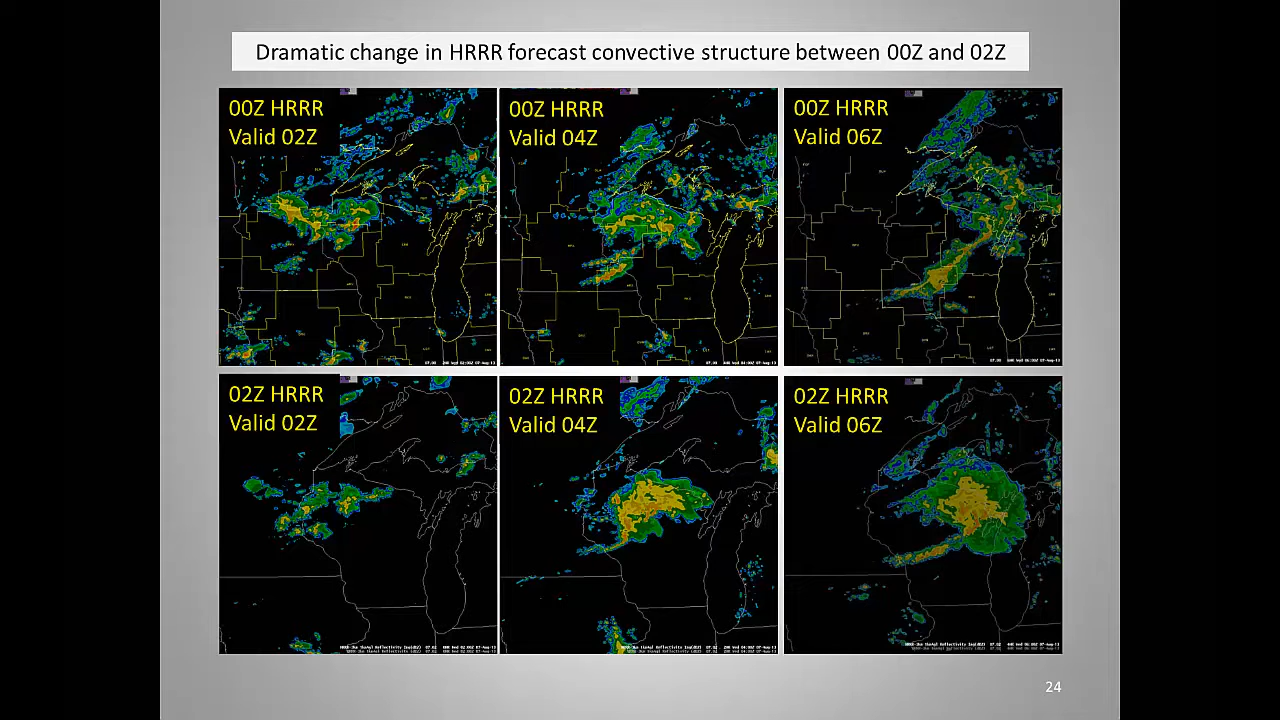 Dramatic change in HRRR forecast convective structure between 00Z and 02Z
00Z HRRR
Valid 02Z
00Z HRRR
Valid 04Z
00Z HRRR
Valid 06Z
02Z HRRR
Valid 02Z
02Z HRRR
Valid 04Z
02Z HRRR
Valid 06Z
24